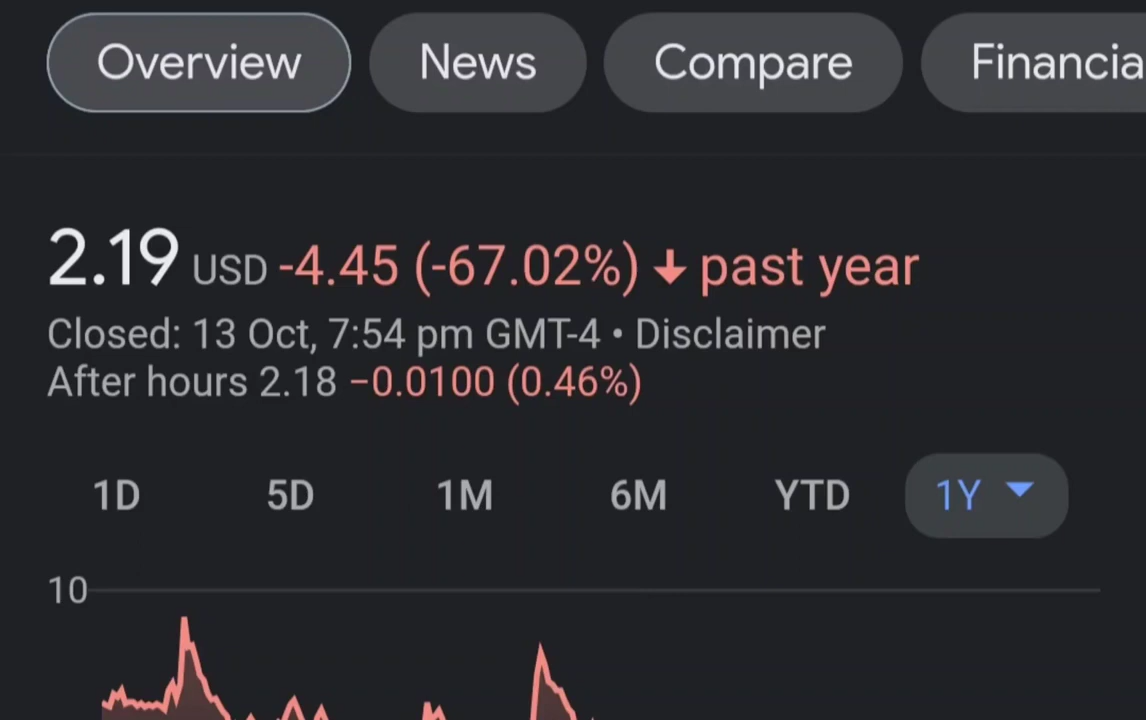 Overview News Compare Financia
2.19 USD -4.45 (-67.02%) ↓ past year
Closed: 13 Oct, 7:54 pm GMT-4 • Disclaimer
After hours 2.18 −0.0100 (0.46%)
1D 5D 1M 6M YTD 1Y
10